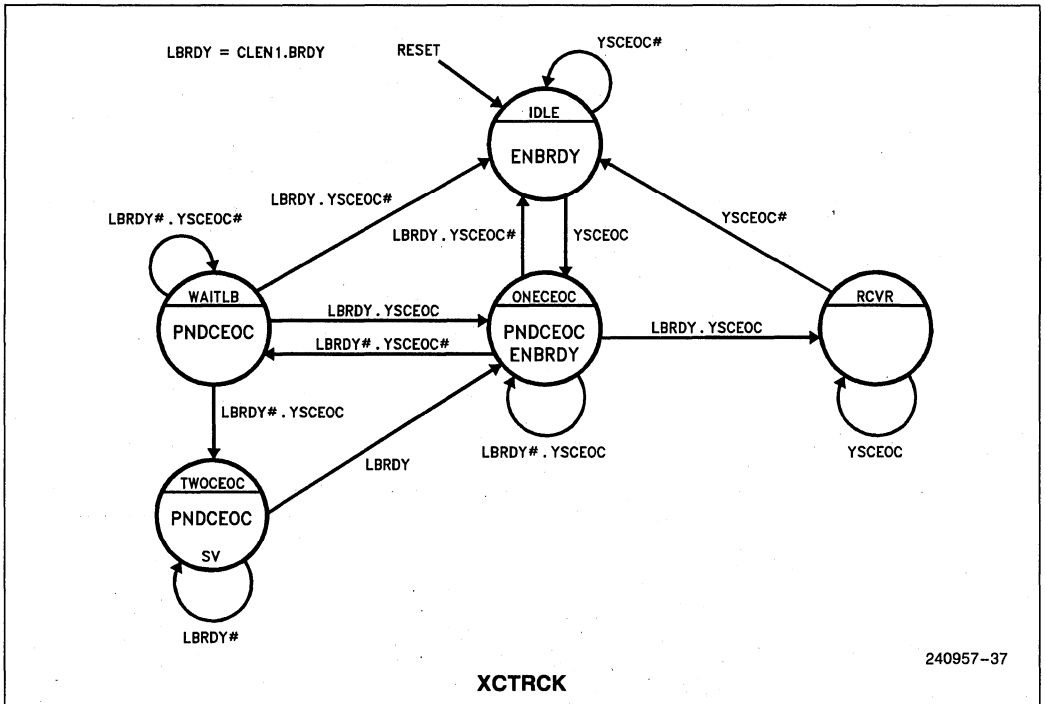 LBRDY = CLEN1.BRDY
RESET
YSCEOC#
IDLE
ENBRDY
LBRDY.YSCEOC#
LBRDY#.YSCEOC#
LBRDY.YSCEOC#
YSCEOC
YSCEOC#
WAITLB
PNDCEOC
LBRDY.YSCEOC
LBRDY#.YSCEOC#
ONECEOC
PNDCEOC
ENBRDY
LBRDY.YSCEOC
RCVR
LBRDY#.YSCEOC
LBRDY
LBRDY#.YSCEOC
YSCEOC
TWOCEOC
PNDCEOC
SV
LBRDY#
240957-37
XCTRCK